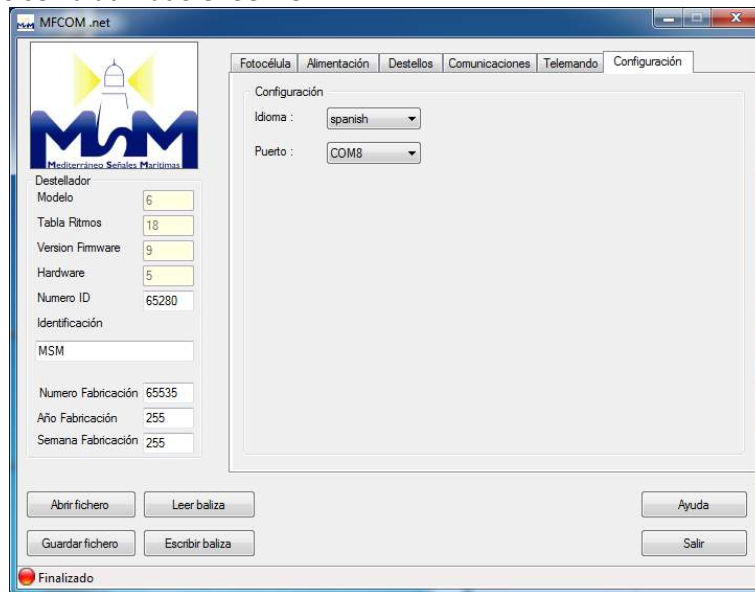 MFCOM .net
MSM
Mediterráneo Señales Marítimas
Destellador
Modelo 6
Tabla Ritmos 18
Version Firmware 9
Hardware 5
Numero ID 65280
Identificación
MSM
Numero Fabricación 65535
Año Fabricación 255
Semana Fabricación 255
Fotocélula Alimentación Destellos Comunicaciones Telemando Configuración
Configuración
Idioma : spanish
Puerto : COM8
Abrir fichero Leer baliza Ayuda
Guardar fichero Escribir baliza Salir
Finalizado